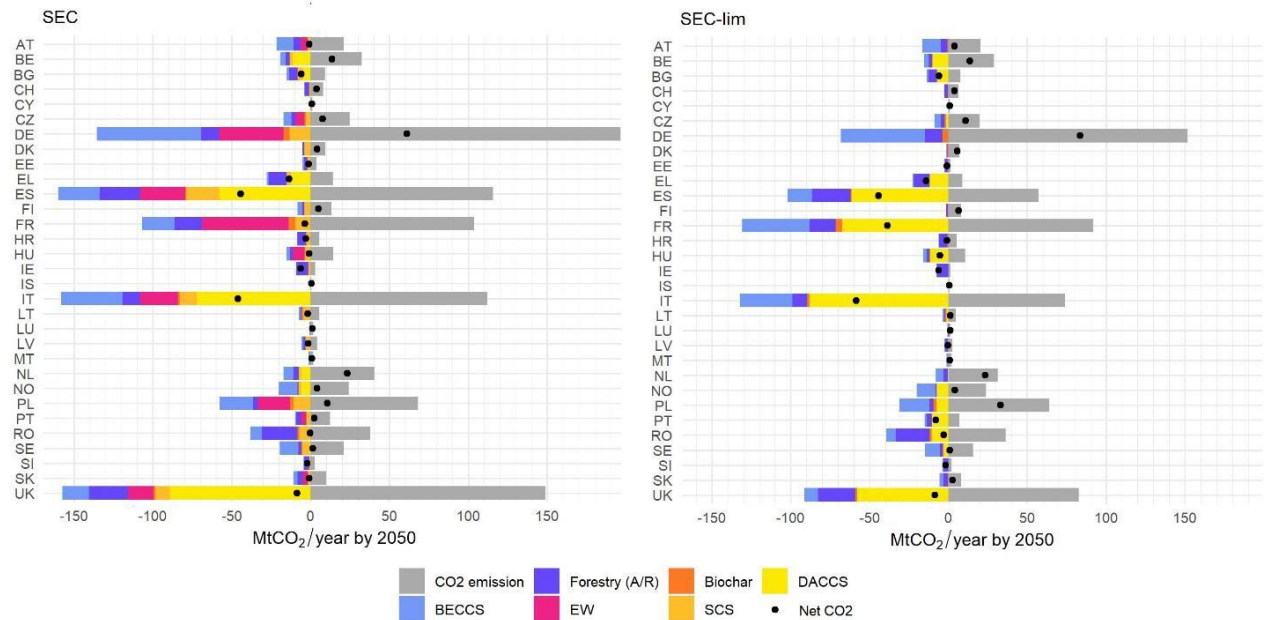 SEC
AT
BE
BG
CH
CY
CZ
DE
DK
EE
EL
ES
FI
FR
HR
HU
IE
IS
IT
LT
LU
LV
MT
NL
NO
PL
PT
RO
SE
SI
SK
UK
-150 -100 -50 0 50 100 150
MtCO2/year by 2050
SEC-lim
AT
BE
BG
CH
CY
CZ
DE
DK
EE
EL
ES
FI
FR
HR
HU
IE
IS
IT
LT
LU
LV
MT
NL
NO
PL
PT
RO
SE
SI
SK
UK
-150 -100 -50 0 50 100 150
MtCO2/year by 2050
CO2 emission Forestry (A/R) Biochar DACCS
BECCS EW SCS Net CO2